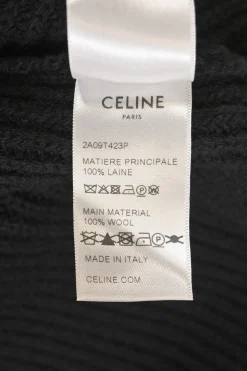 CELINE
PARIS
2A09T423P
MATIERE PRINCIPALE
100% LAINE
MAIN MATERIAL
100% WOOL
MADE IN ITALY
CELINE.COM